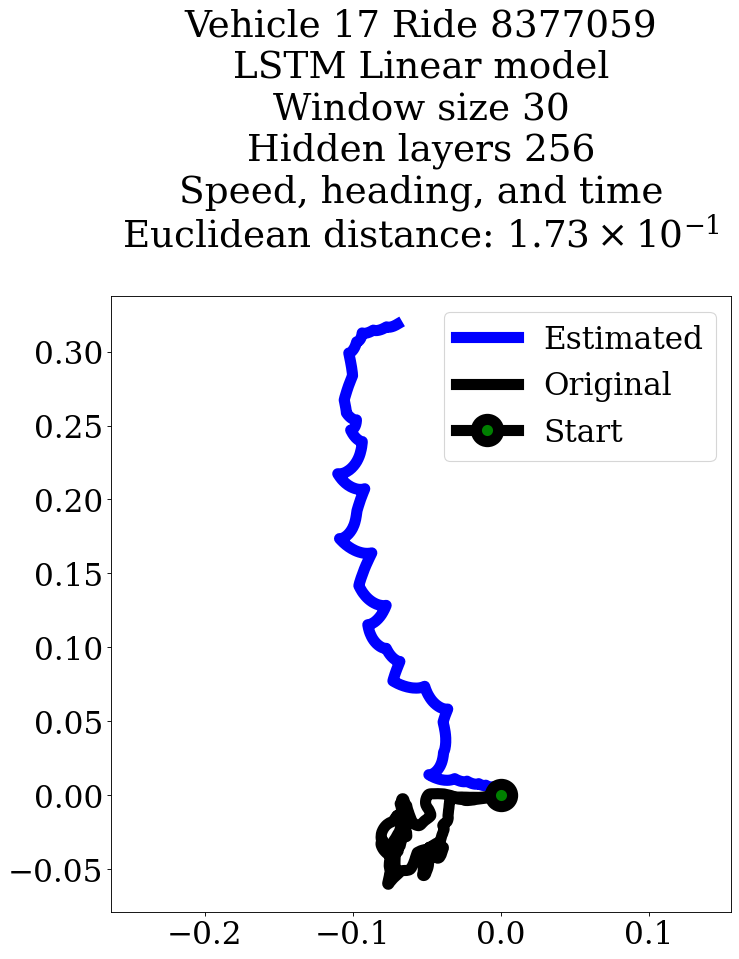 Vehicle 17 Ride 8377059
LSTM Linear model
Window size 30
Hidden layers 256
Speed, heading, and time
Euclidean distance: 1.73 × 10⁻¹
Estimated
Original
Start
0.30
0.25
0.20
0.15
0.10
0.05
0.00
−0.05
−0.2
−0.1
0.0
0.1